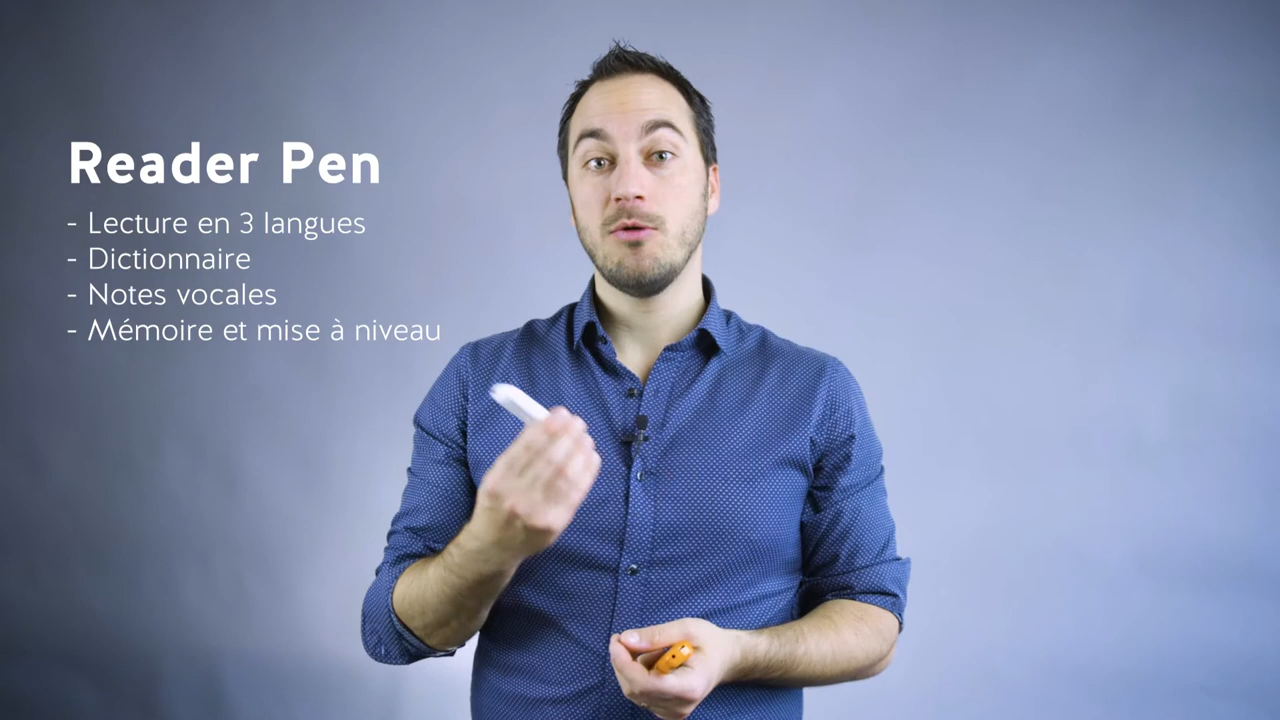 Reader Pen
- Lecture en 3 langues
- Dictionnaire
- Notes vocales
- Mémoire et mise à niveau